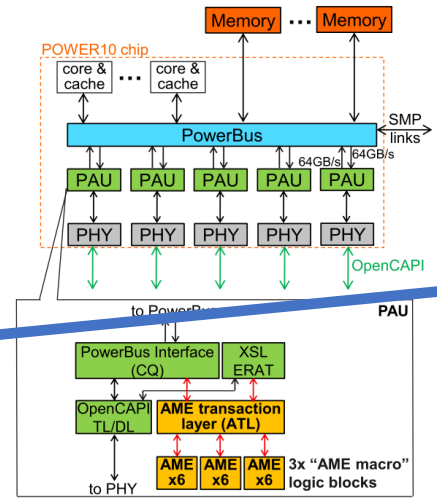 Memory ... Memory
POWER10 chip
core & cache ... core & cache
PowerBus
SMP links
64GB/s 64GB/s
PAU PAU PAU PAU PAU
PHY PHY PHY PHY PHY
OpenCAPI
to PowerBus
PAU
PowerBus Interface (CQ)
XSL ERAT
OpenCAPI TL/DL
AME transaction layer (ATL)
AME x6 AME x6 AME x6
3x “AME macro” logic blocks
to PHY